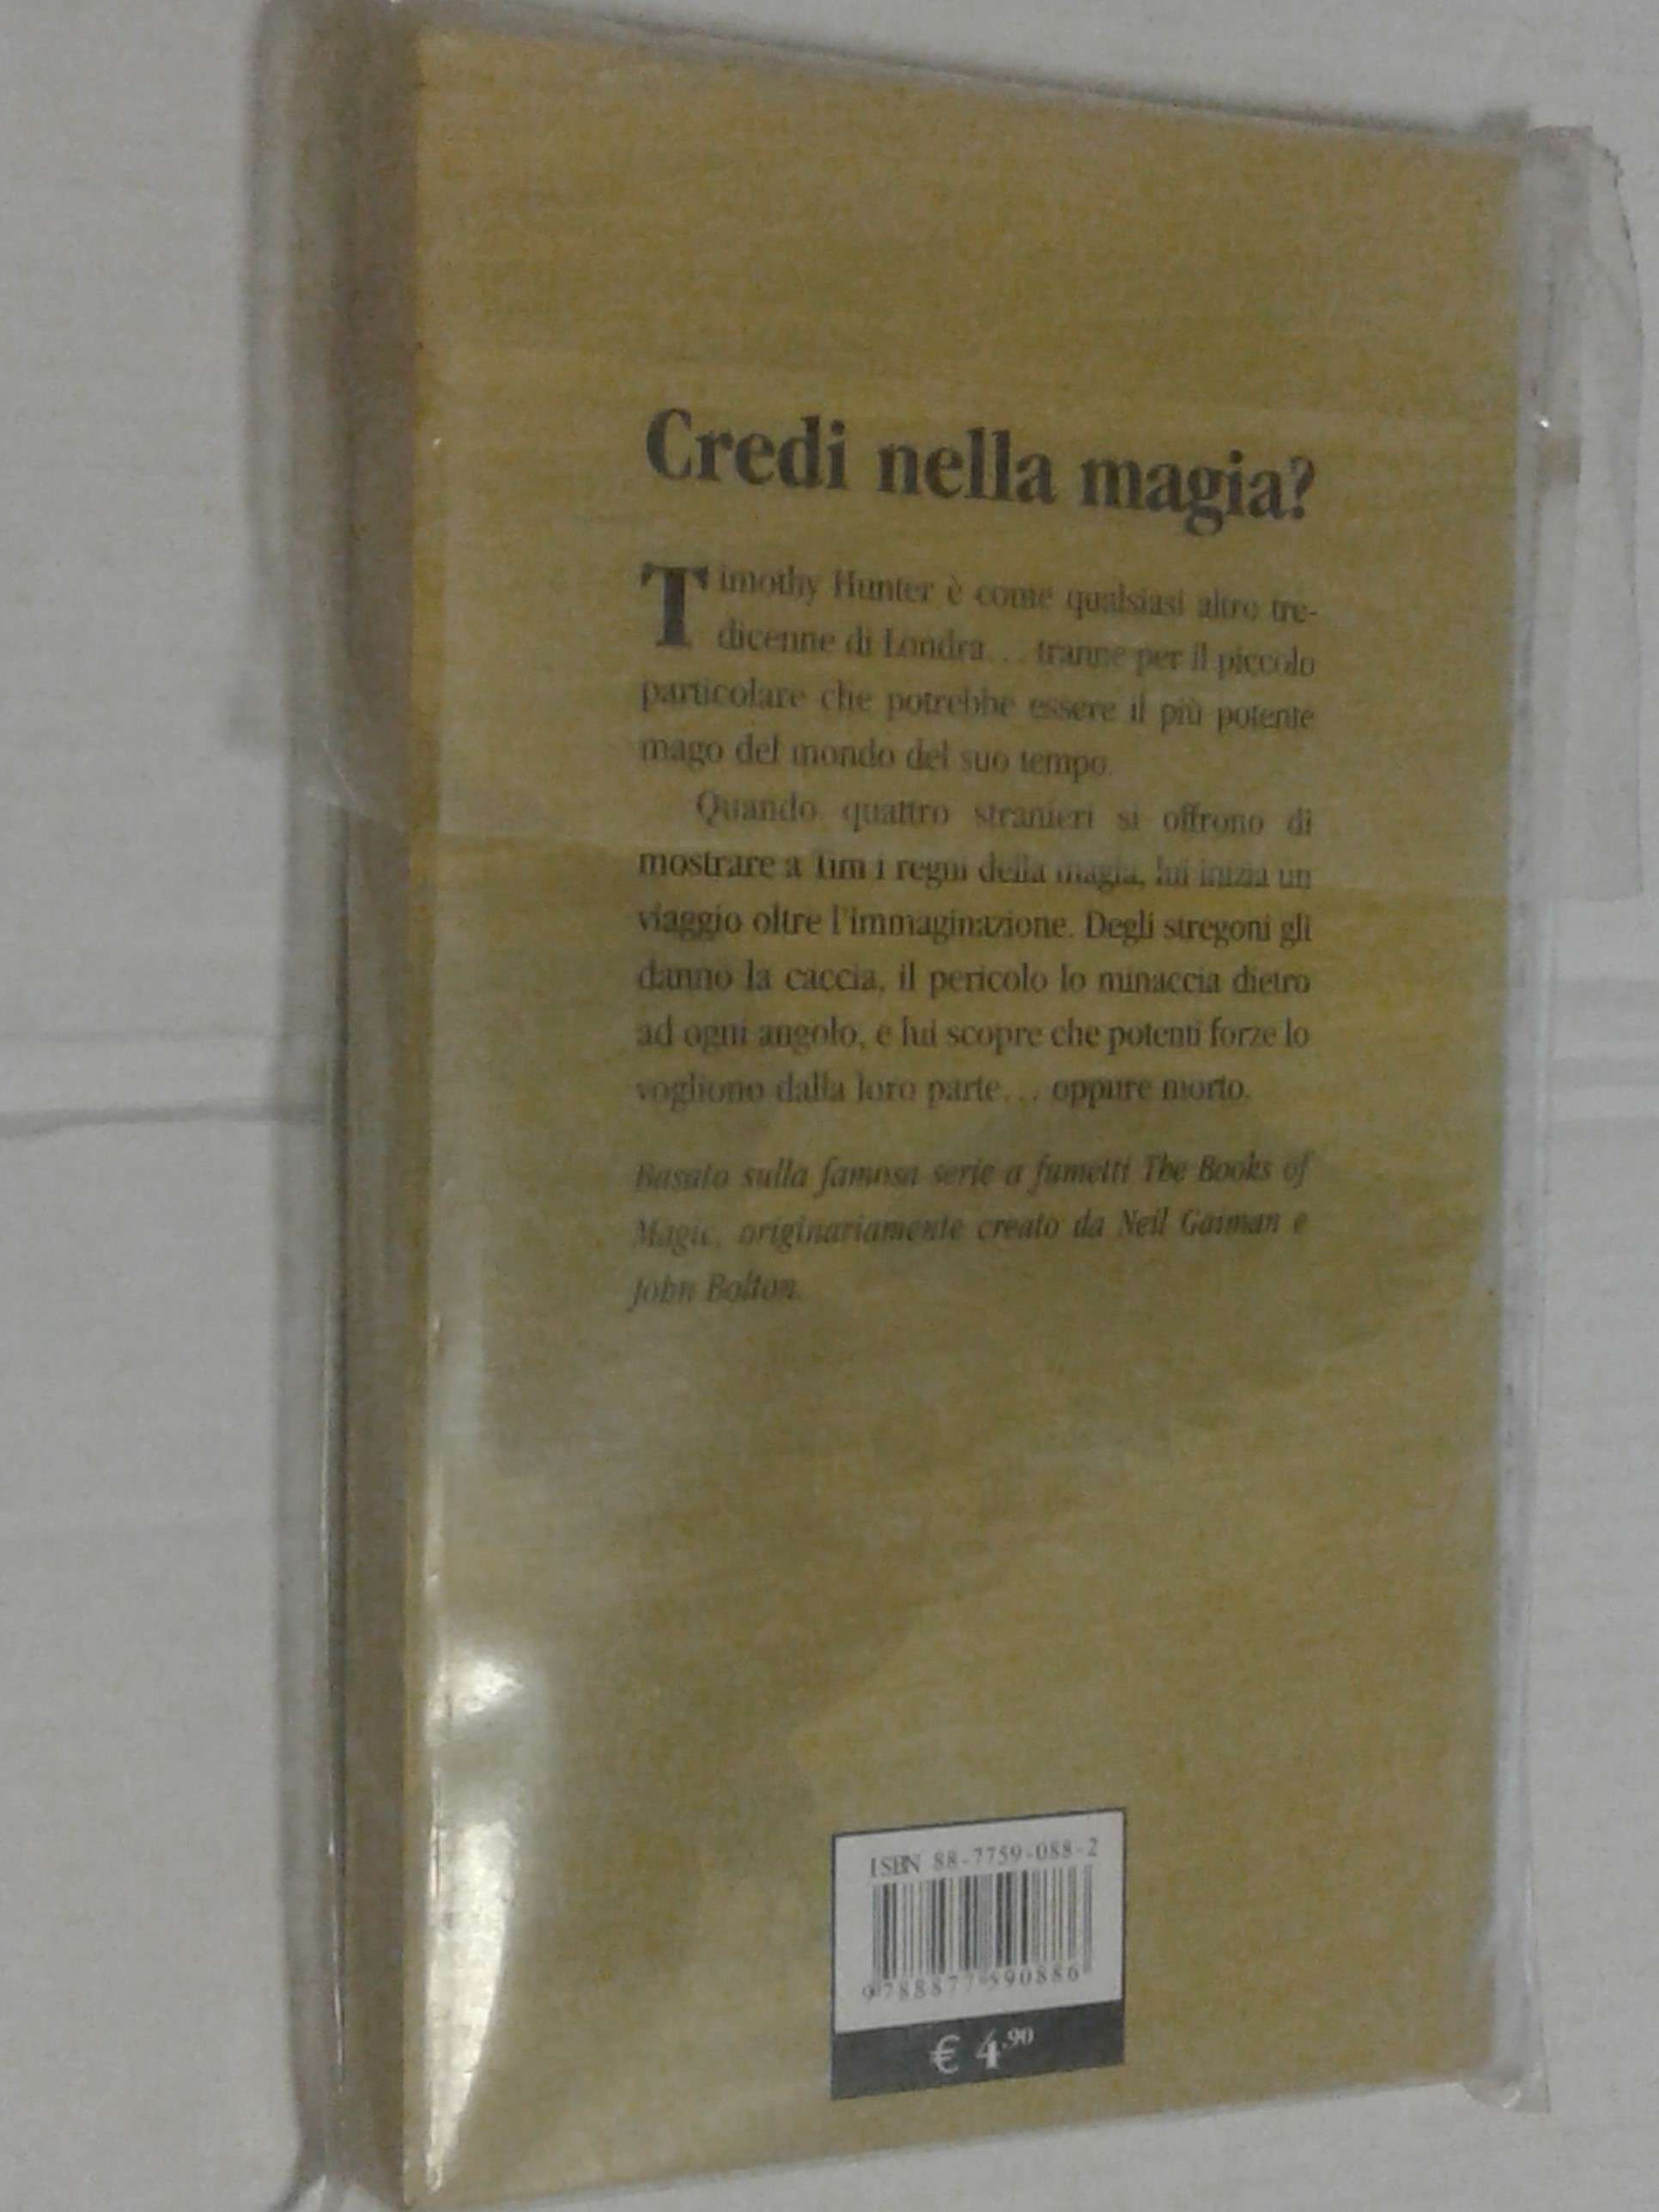 Credi nella magia?
Timothy Hunter è come qualsiasi altro tre-
dicenne di Londra... tranne per il piccolo
particolare che potrebbe essere il più potente
mago del mondo del suo tempo.
Quando quattro stranieri si offrono di
mostrare a Tim i regni della magia, lui inizia un
viaggio oltre l'immaginazione. Degli stregoni gli
danno la caccia, il pericolo lo minaccia dietro
ad ogni angolo, e lui scopre che potenti forze lo
vogliono dalla loro parte... oppure morto.
Basato sulla famosa serie a fumetti The Books of
Magic, originariamente creato da Neil Gaiman e
John Bolton.
ISBN 88-7759-088-2
9788877590886
€ 4.90